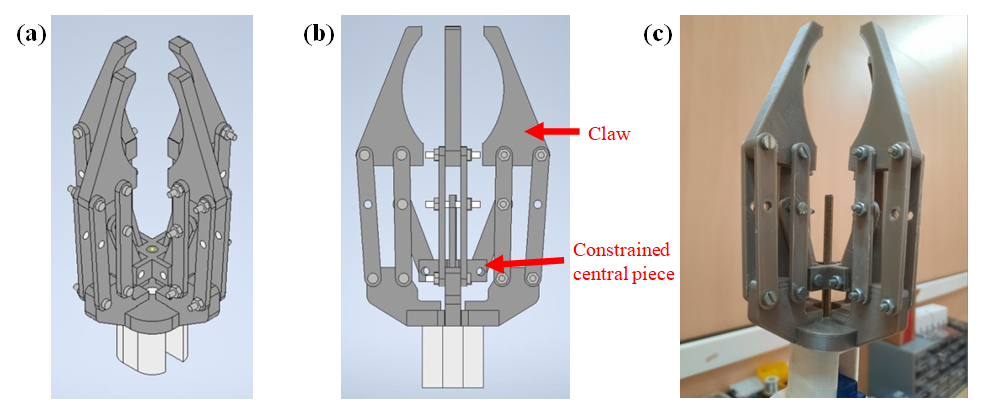 (a)
(b)
(c)
Claw
Constrained
central piece